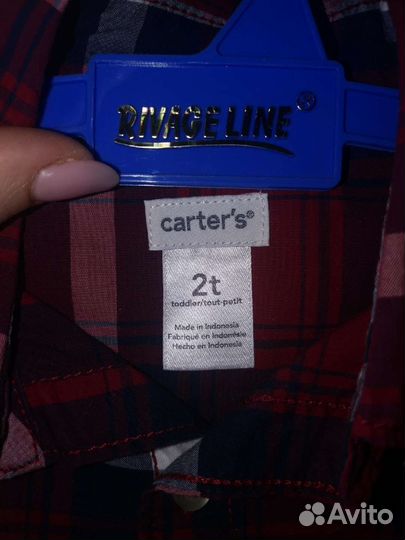 RIVAGE LINE ®
carter's®
2t
toddler/tout-petit
Made in Indonesia
Fabriqué en Indonésie
Hecho en Indonesia
Avito